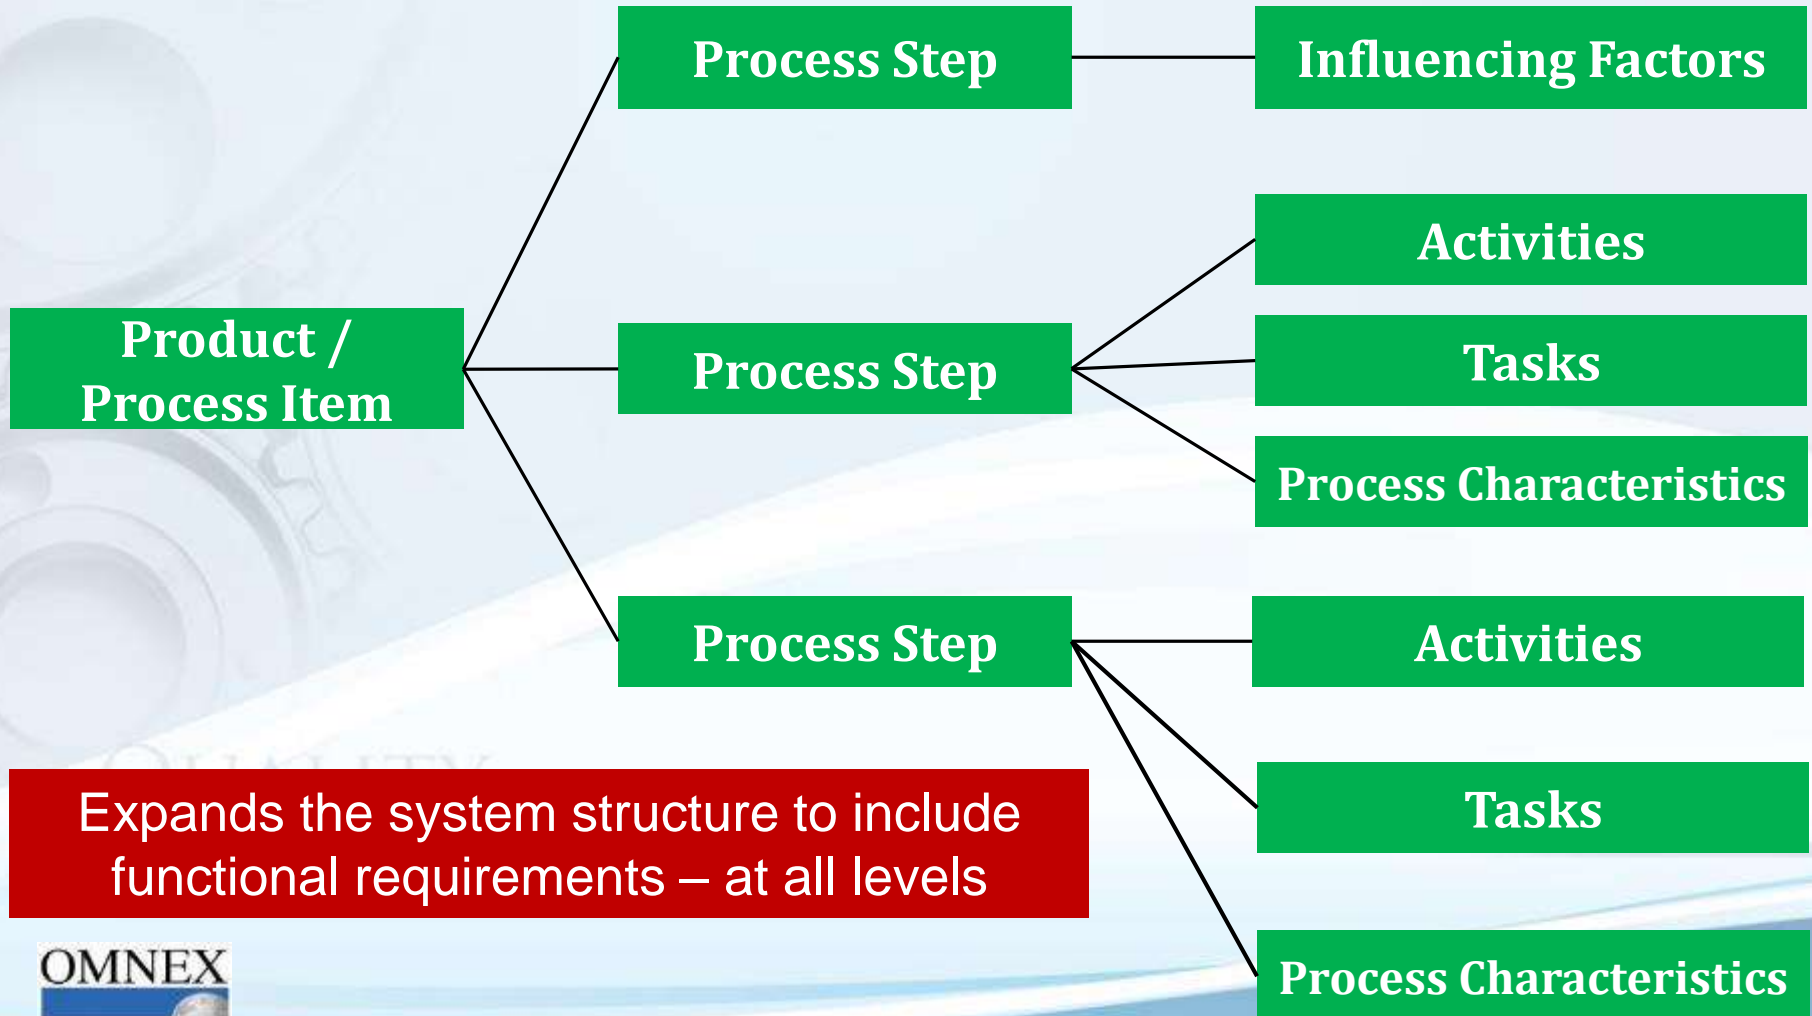 Process Step
Influencing Factors
Activities
Product /
Process Item
Process Step
Tasks
Process Characteristics
Process Step
Activities
QUALITY
Expands the system structure to include
functional requirements – at all levels
Tasks
OMNEX
Process Characteristics